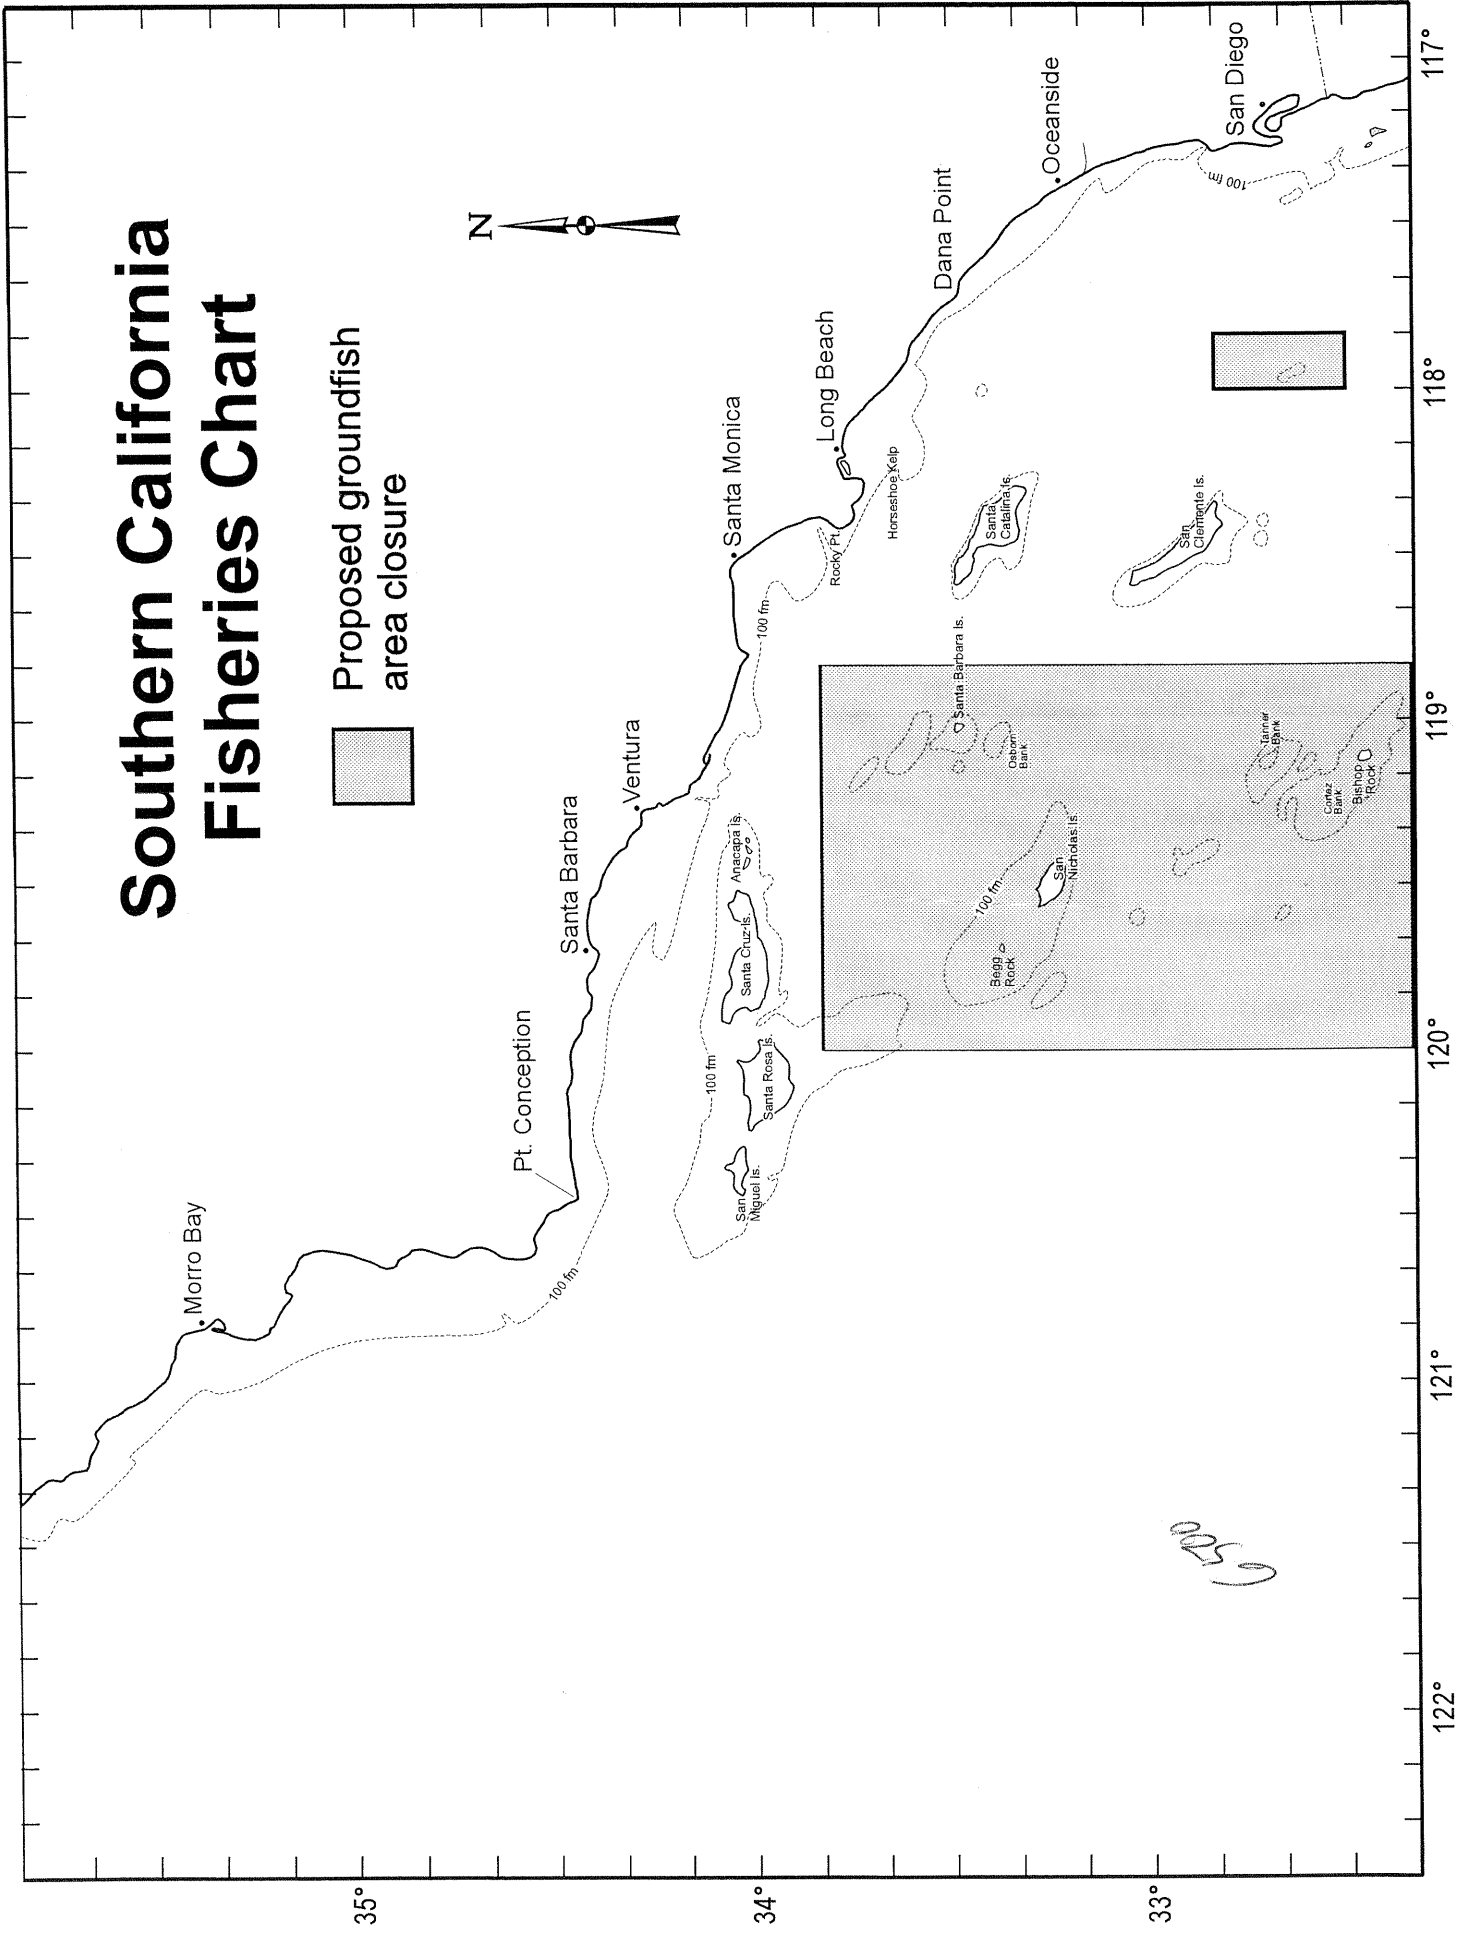 Southern California
Fisheries Chart
Proposed groundfish
area closure
N
Morro Bay
Pt. Conception
Santa Barbara
Ventura
Santa Monica
Long Beach
Dana Point
Oceanside
San Diego
100 fm
100 fm
100 fm
100 fm
100 fm
Rocky Pt.
Horseshoe Kelp
San
Miguel Is.
Santa Rosa Is.
Santa Cruz Is.
Anacapa Is.
Santa Barbara Is.
Osborn
Bank
Santa
Catalina Is.
San
Clemente Is.
Begg
Rock
San
Nicholas Is.
Tanner
Bank
Cortez
Bank
Bishop
Rock
35°
34°
33°
122°
121°
120°
119°
118°
117°